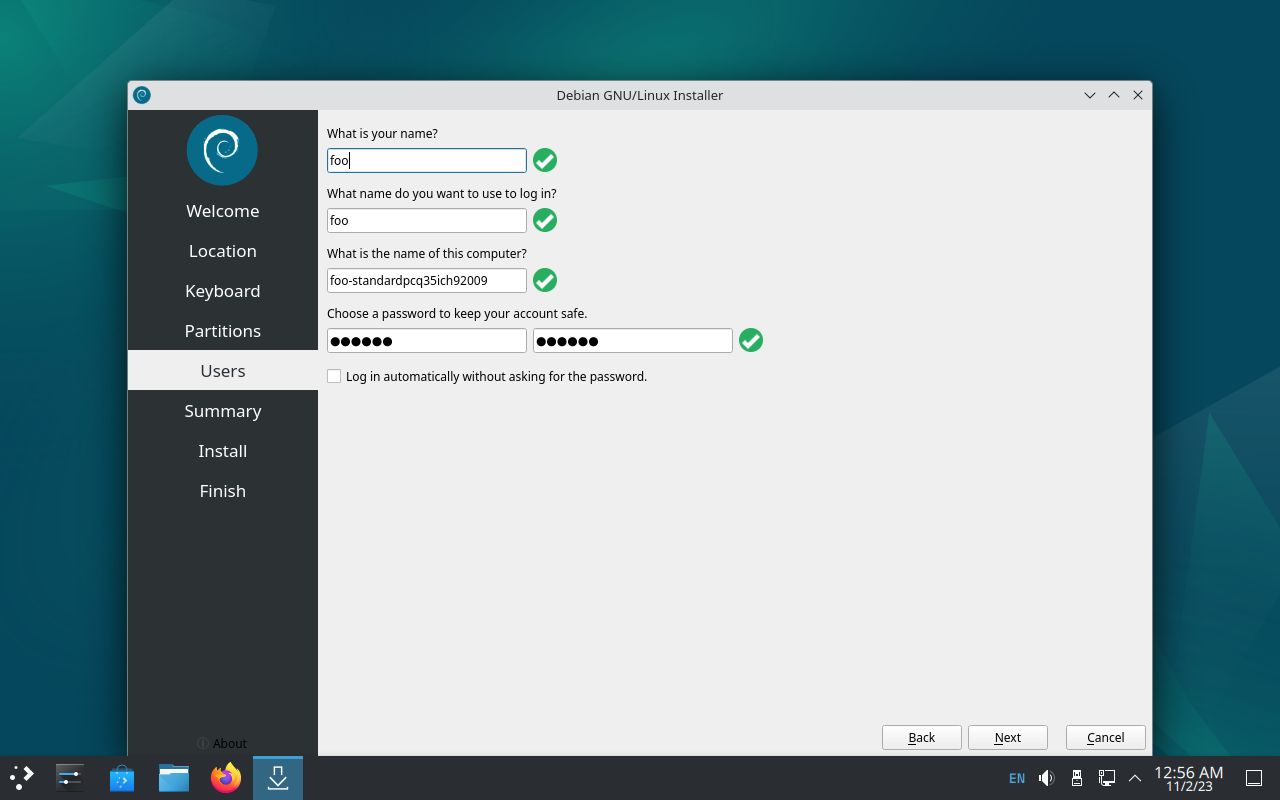 Debian GNU/Linux Installer
Welcome
Location
Keyboard
Partitions
Users
Summary
Install
Finish
About
What is your name?
foo
What name do you want to use to log in?
foo
What is the name of this computer?
foo-standardpcq35ich92009
Choose a password to keep your account safe.
●●●●●● ●●●●●●
Log in automatically without asking for the password.
Back Next Cancel
EN 12:56 AM
11/2/23